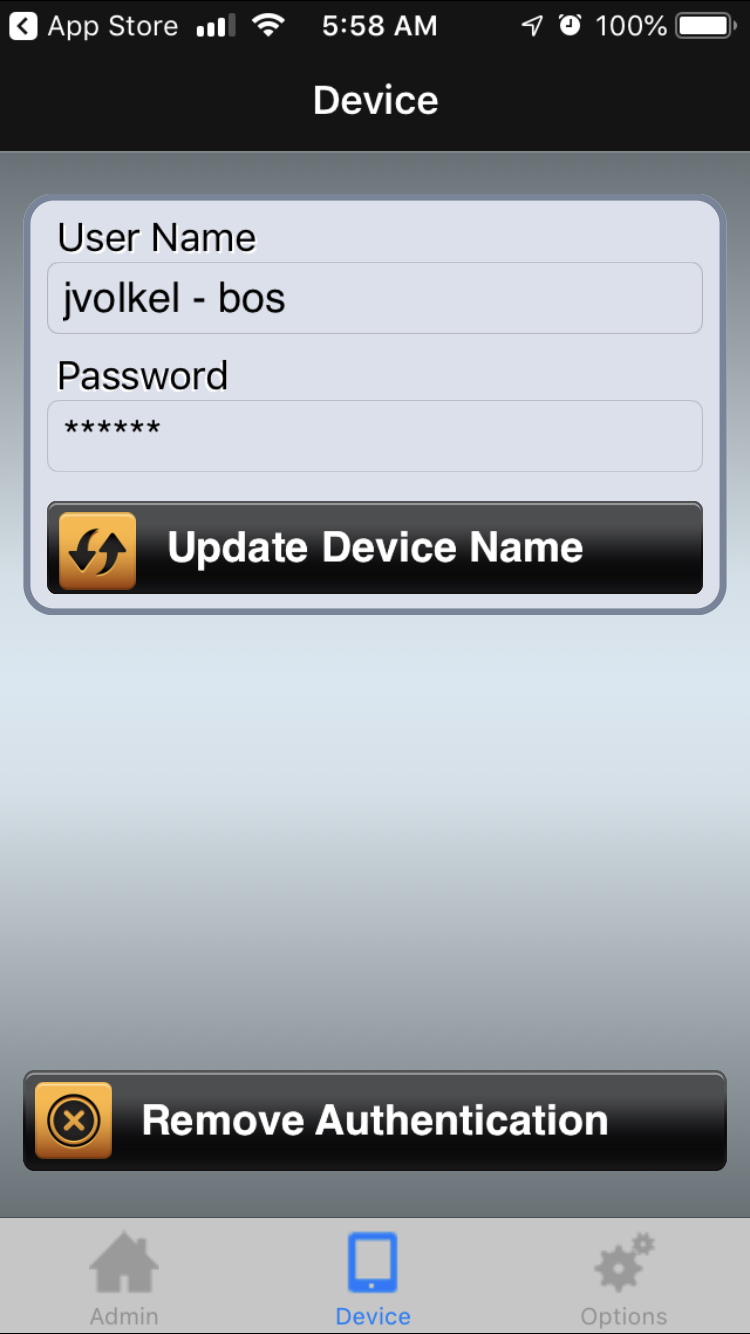 App Store 5:58 AM 100%
Device
User Name
jvolkel - bos
Password
******
Update Device Name
Remove Authentication
Admin Device Options